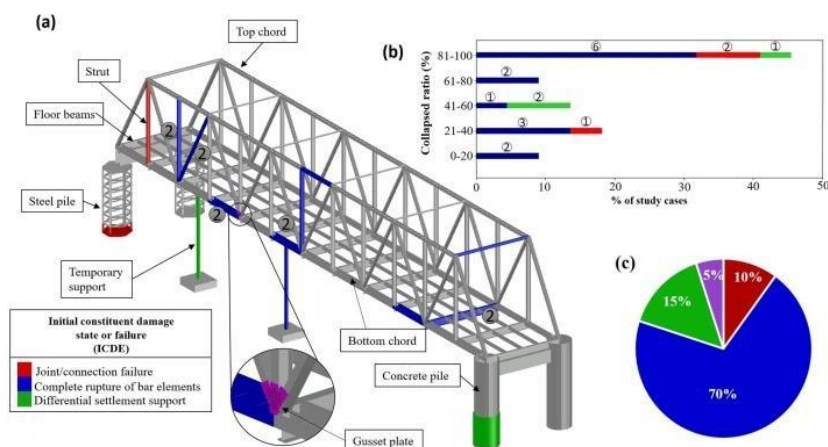 (a)
Top chord
Strut
Floor beams
2
2
Steel pile
2
2
Temporary
support
2
Bottom chord
Concrete pile
Gusset plate
Initial constituent damage
state or failure
(ICDE)
Joint/connection failure
Complete rupture of bar elements
Differential settlement support
(b)
Collapsed ratio (%)
81-100
⑥ ② ①
61-80
②
41-60
① ②
21-40
③ ①
0-20
②
0 10 20 30 40 50
% of study cases
(c)
5%
10%
15%
70%